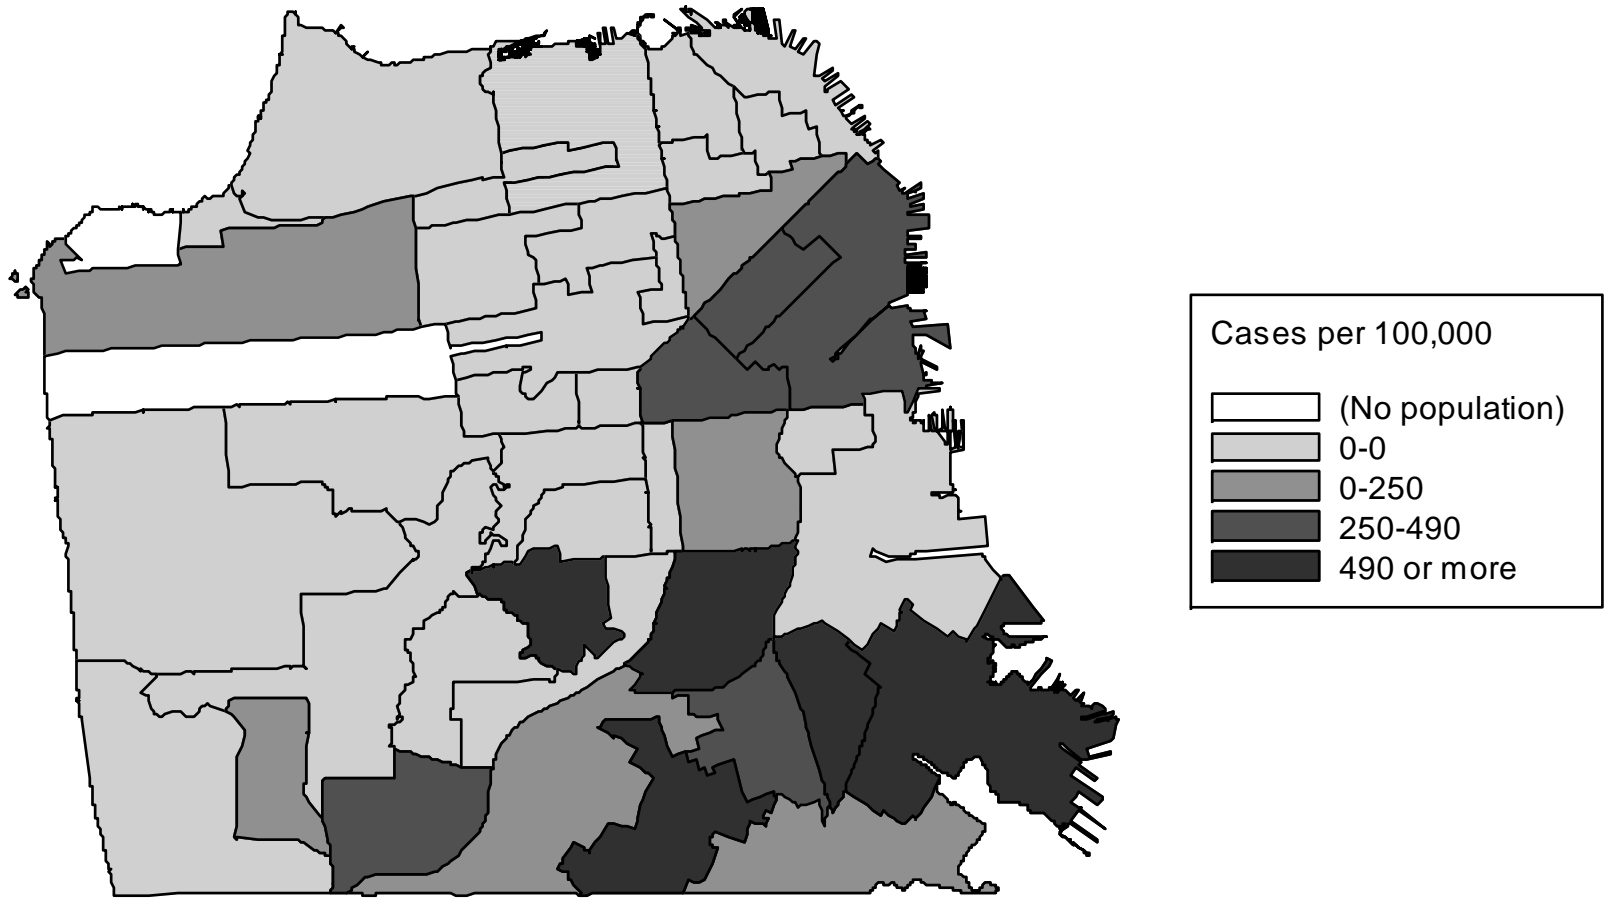 Cases per 100,000
(No population)
0-0
0-250
250-490
490 or more